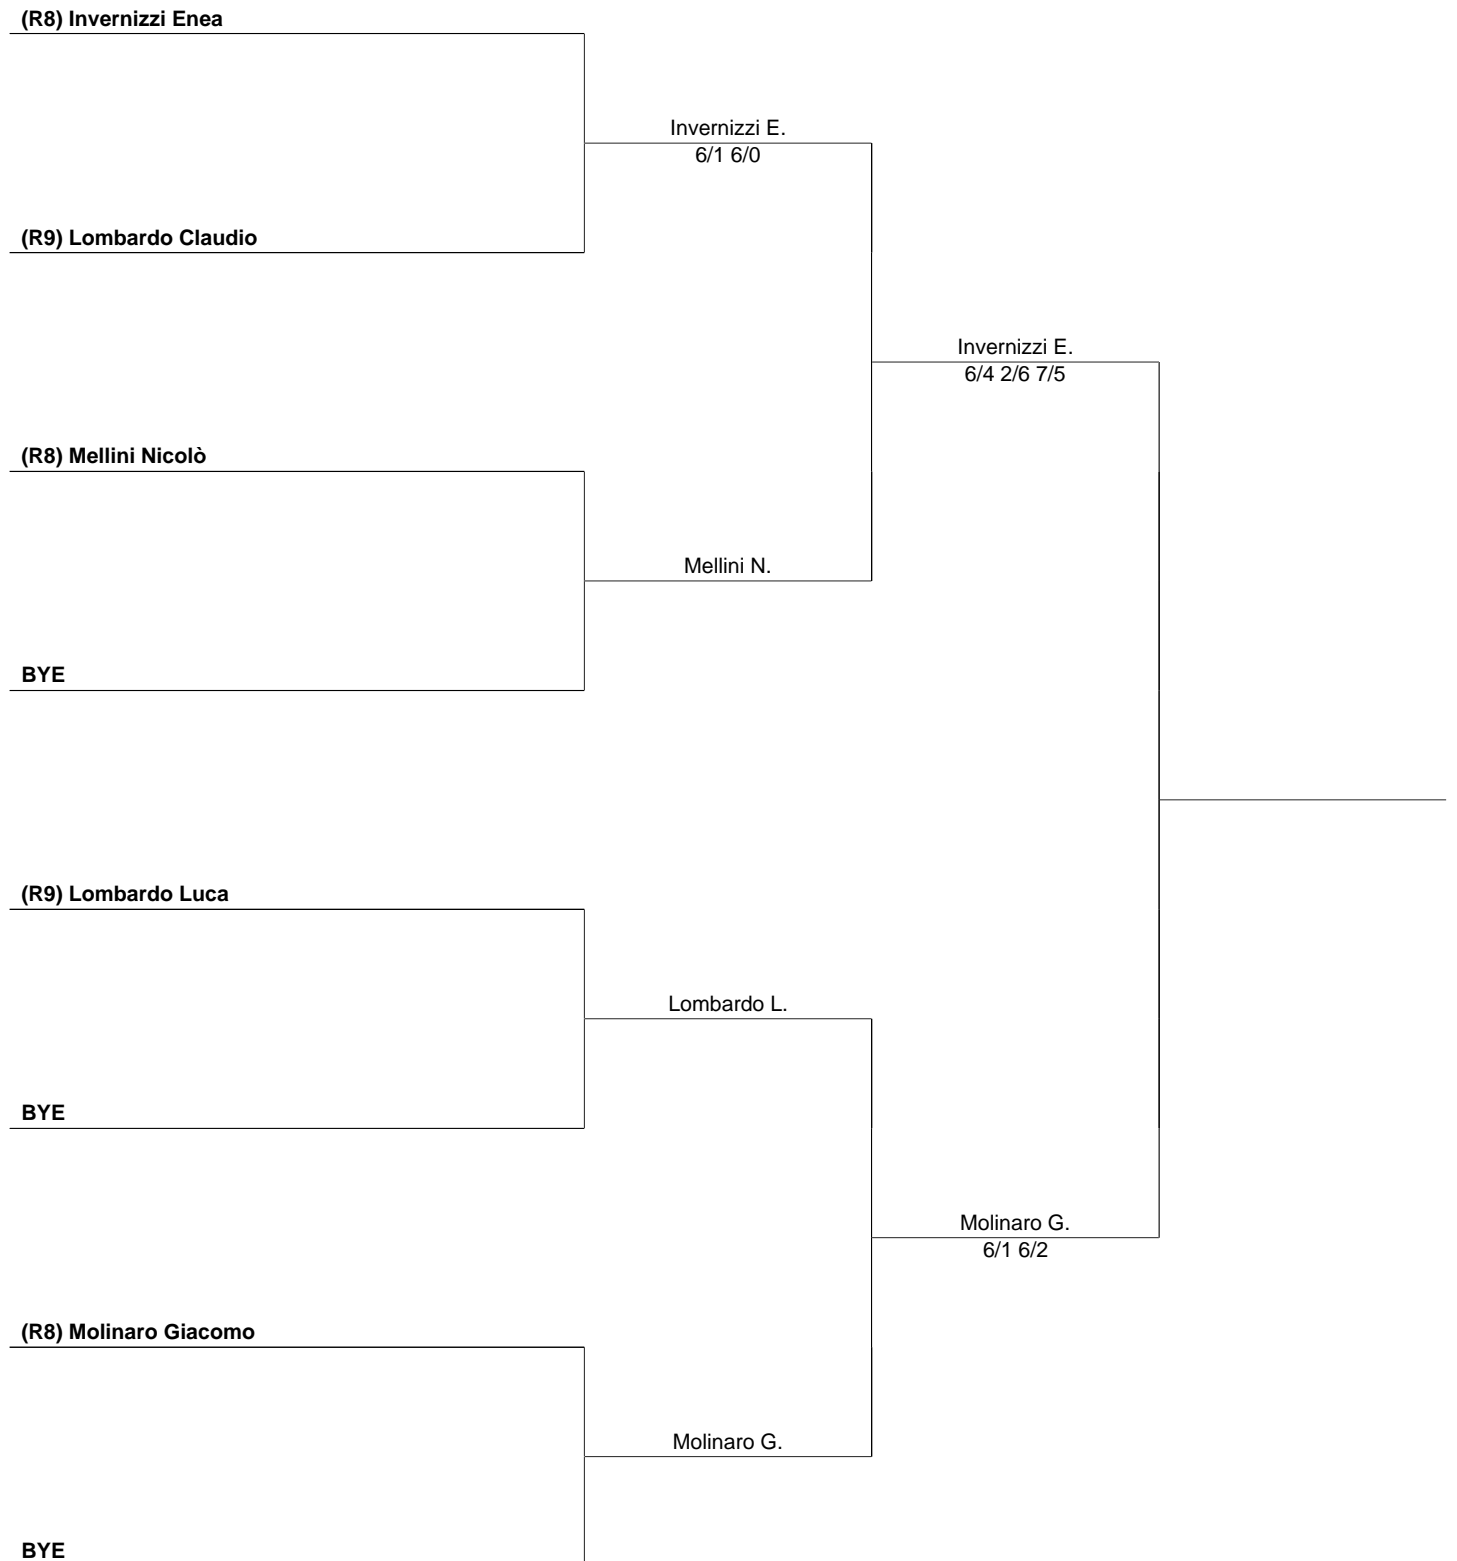 (R8) Invernizzi Enea
Invernizzi E.
6/1 6/0
(R9) Lombardo Claudio
Invernizzi E.
6/4 2/6 7/5
(R8) Mellini Nicolò
Mellini N.
BYE
(R9) Lombardo Luca
Lombardo L.
BYE
Molinaro G.
6/1 6/2
(R8) Molinaro Giacomo
Molinaro G.
BYE